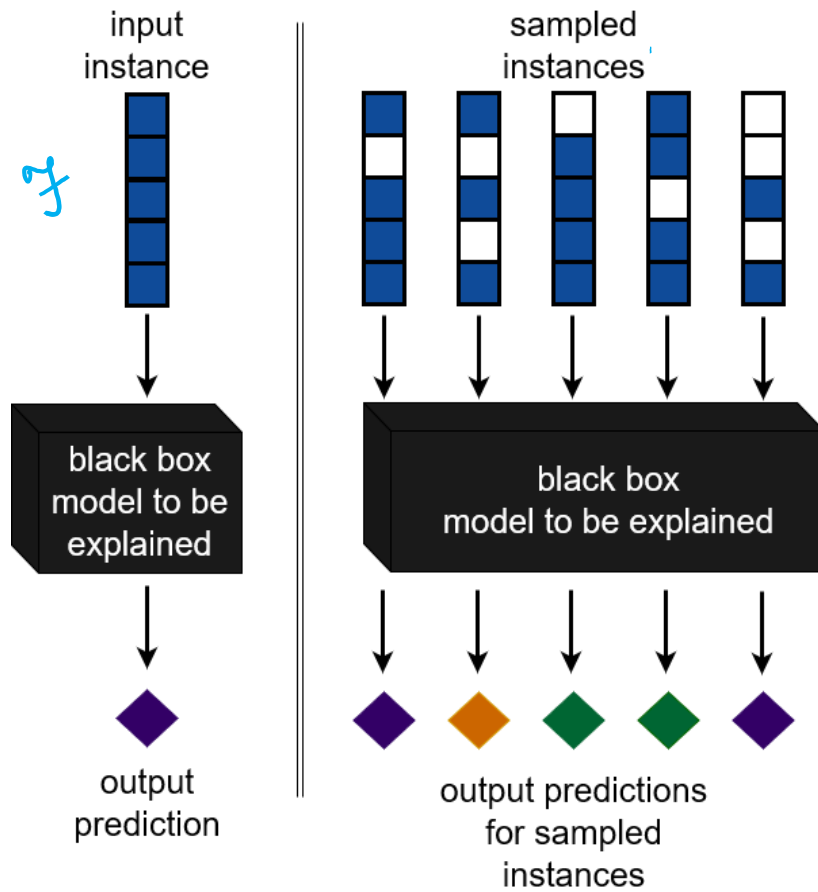 input
instance
ℱ
black box
model to be
explained
output
prediction
sampled
instances
black box
model to be explained
output predictions
for sampled
instances